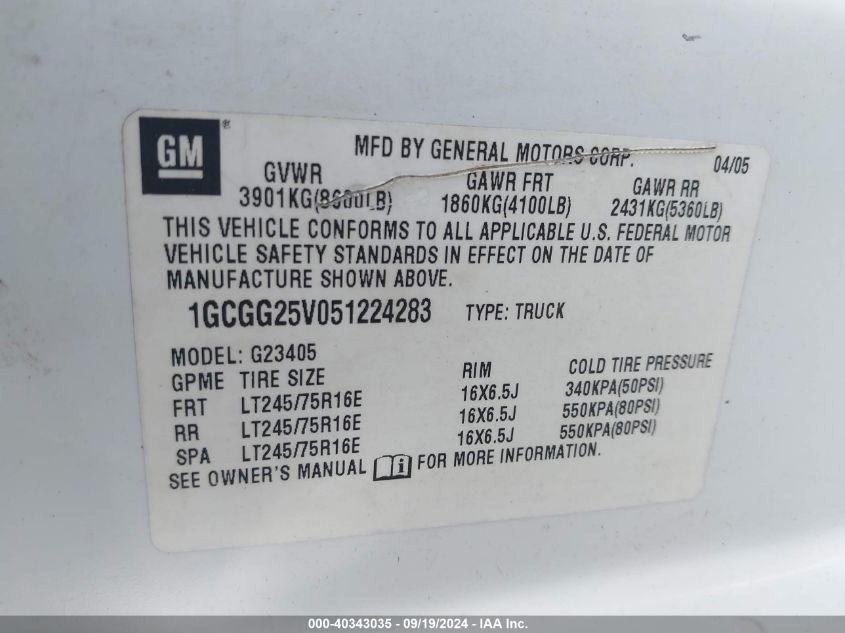 GM®
MFD BY GENERAL MOTORS CORP. 04/05
GVWR GAWR FRT GAWR RR
3901KG(8600LB) 1860KG(4100LB) 2431KG(5360LB)
THIS VEHICLE CONFORMS TO ALL APPLICABLE U.S. FEDERAL MOTOR
VEHICLE SAFETY STANDARDS IN EFFECT ON THE DATE OF
MANUFACTURE SHOWN ABOVE.
1GCGG25V051224283 TYPE: TRUCK
MODEL: G23405
GPME TIRE SIZE RIM COLD TIRE PRESSURE
FRT LT245/75R16E 16X6.5J 340KPA(50PSI)
RR LT245/75R16E 16X6.5J 550KPA(80PSI)
SPA LT245/75R16E 16X6.5J 550KPA(80PSI)
SEE OWNER'S MANUAL FOR MORE INFORMATION.
000-40343035 - 09/19/2024 - IAA Inc.